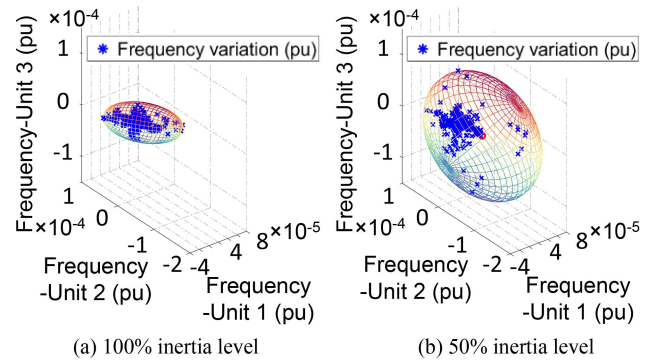 ×10⁻⁴
Frequency variation (pu)
Frequency-Unit 3 (pu)
1
0
-1
1
×10⁻⁴
0
-1
-2
-4
4
8
×10⁻⁵
Frequency
-Unit 2 (pu)
Frequency
-Unit 1 (pu)
(a) 100% inertia level
×10⁻⁴
Frequency variation (pu)
Frequency-Unit 3 (pu)
1
0
-1
1
×10⁻⁴
0
-1
-2
-4
4
8
×10⁻⁵
Frequency
-Unit 2 (pu)
Frequency
-Unit 1 (pu)
(b) 50% inertia level